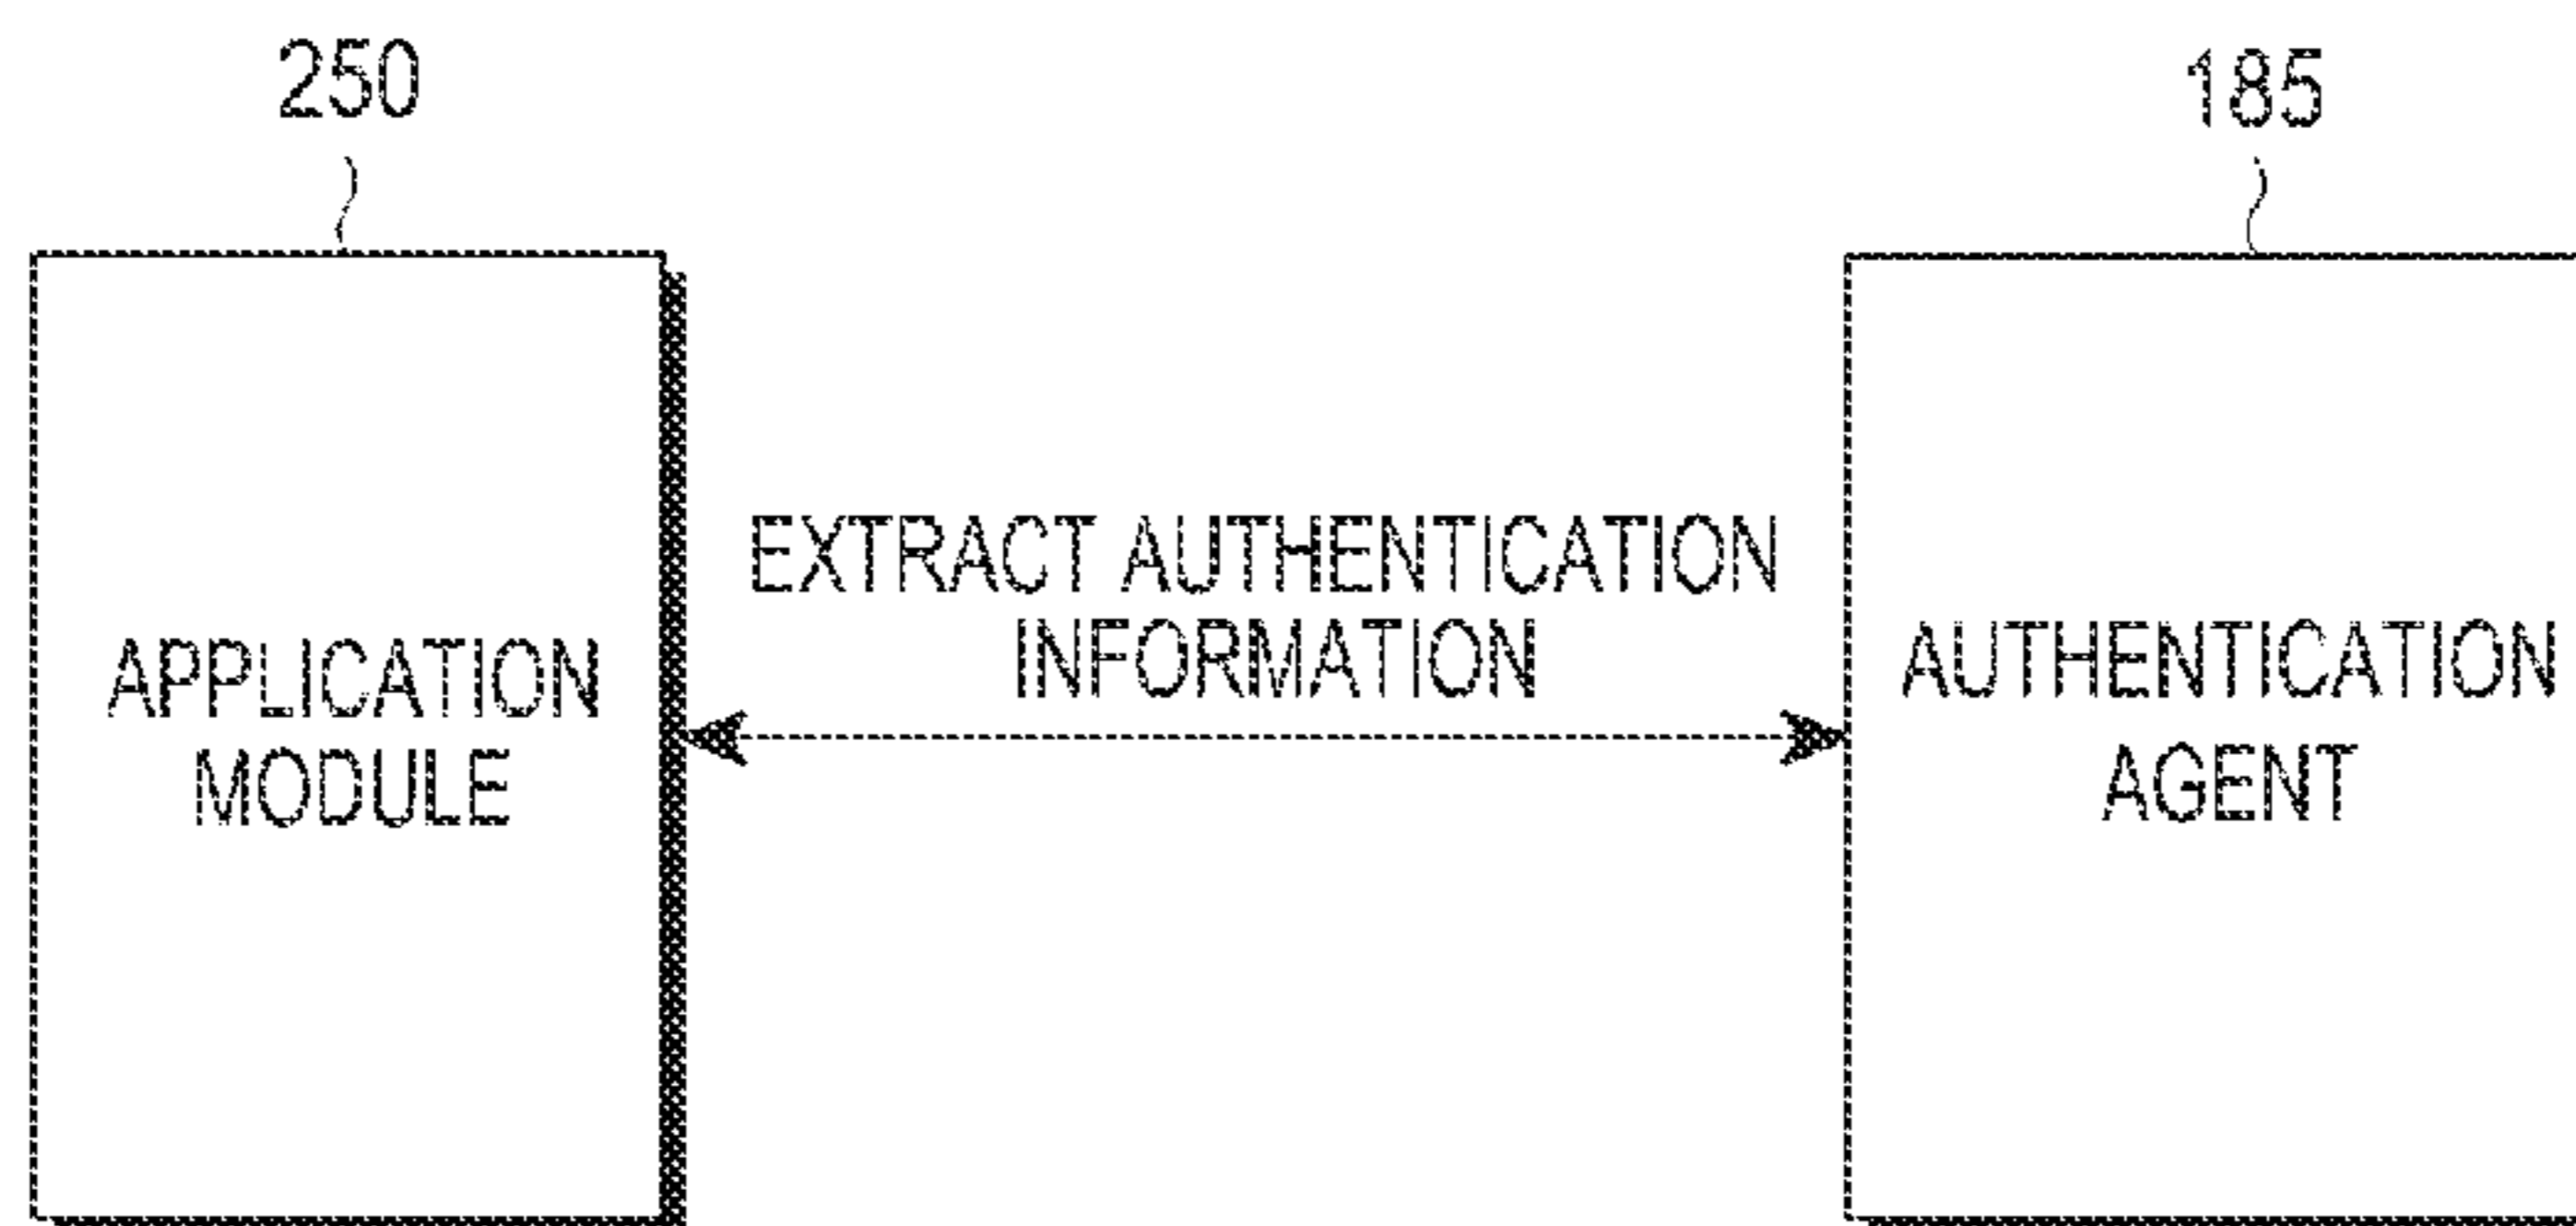 250
185
EXTRACT AUTHENTICATION
INFORMATION
APPLICATION
MODULE
AUTHENTICATION
AGENT